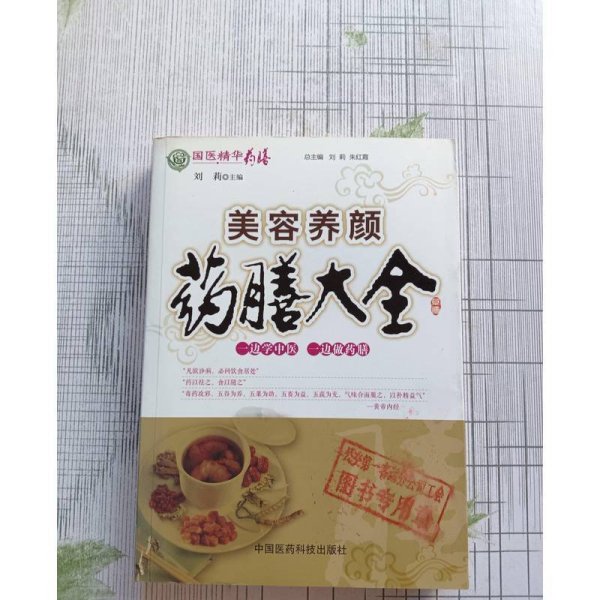 国医精华药膳
总主编 刘 莉 朱红霞
刘 莉 主编
美容养颜
药膳大全
一边学中医 一边做药膳
“凡欲诊病，必问饮食居处”
“药以祛之、食以随之”
“毒药攻邪，五谷为养，五果为助，五畜为益，五菜为充，气味合而服之，以补精益气”
——黄帝内经
图书专用章
中国医药科技出版社